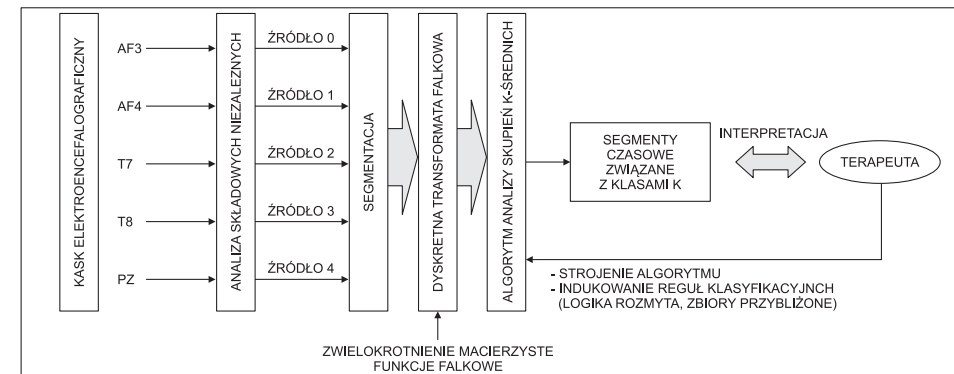 KASK ELEKTROENCEFALOGRAFICZNY
AF3
AF4
T7
T8
PZ
ANALIZA SKŁADOWYCH NIEZALEZNYCH
ŹRÓDŁO 0
ŹRÓDŁO 1
ŹRÓDŁO 2
ŹRÓDŁO 3
ŹRÓDŁO 4
SEGMENTACJA
DYSKRETNA TRANSFORMATA FALKOWA
ALGORYTM ANALIZY SKUPIEŃ K-ŚREDNICH
SEGMENTY
CZASOWE
ZWIĄZANE
Z KLASAMI K
INTERPRETACJA
TERAPEUTA
- STROJENIE ALGORYTMU
- INDUKOWANIE REGUŁ KLASYFIKACYJNCH
(LOGIKA ROZMYTA, ZBIORY PRZYBLIŻONE)
ZWIELOKROTNIENIE MACIERZYSTE
FUNKCJE FALKOWE